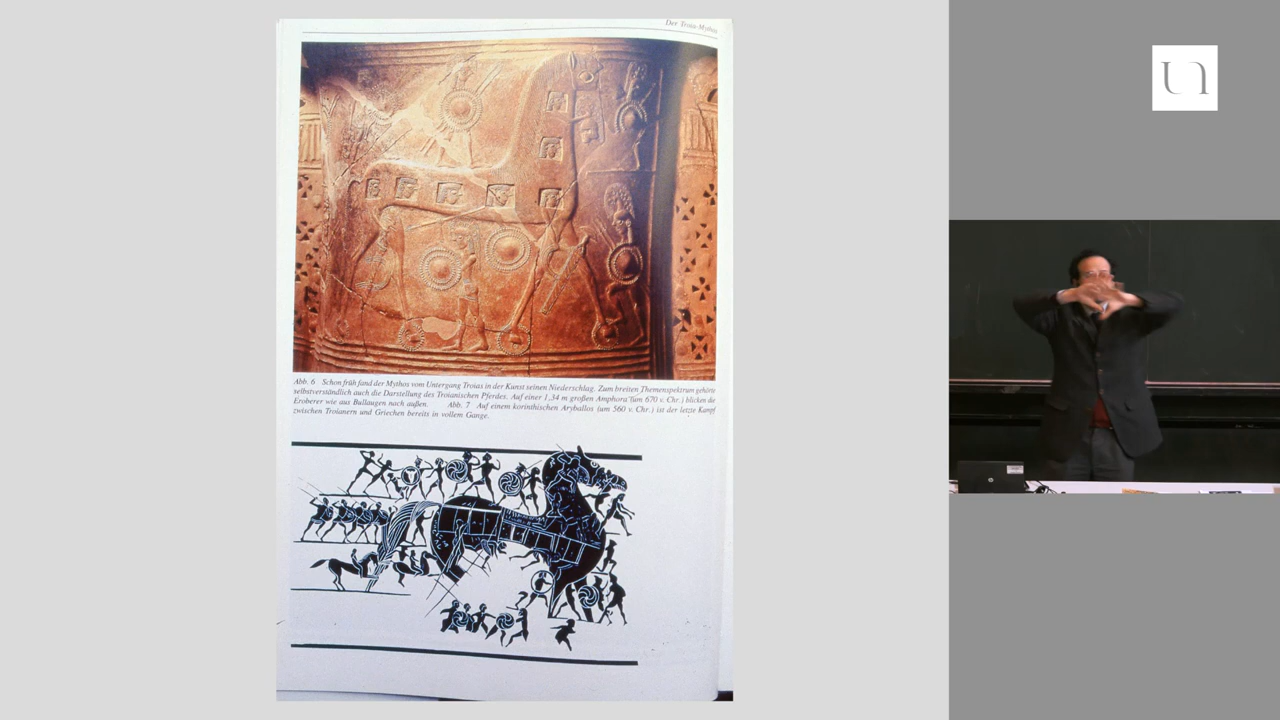 Der Troia-Mythos
Abb. 6 Schon früh fand der Mythos vom Untergang Troias in der Kunst seinen Niederschlag. Zum breiten Themenspektrum gehörte
selbstverständlich auch die Darstellung des Troianischen Pferdes. Auf einer 1,34 m großen Amphora (um 670 v. Chr.) blicken die
Eroberer wie aus Bullaugen nach außen. Abb. 7 Auf einem korinthischen Aryballos (um 560 v. Chr.) ist der letzte Kampf
zwischen Troianern und Griechen bereits in vollem Gange.
hp